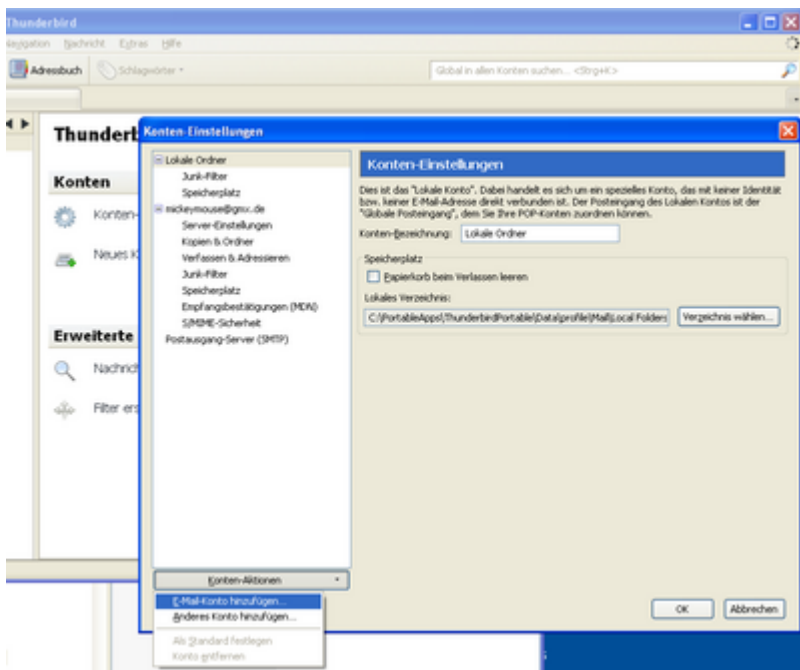 Thunderbird
Navigation Nachricht Extras Hilfe
Adressbuch Schlagwörter
Global in allen Konten suchen... <Strg+K>
Thunderb
Konten
Konten-
Neues K
Erweiterte
Nachrich
Filter ers
Konten-Einstellungen
Lokale Ordner
Junk-Filter
Speicherplatz
mickeymouse@gmx.de
Server-Einstellungen
Kopien & Ordner
Verfassen & Adressieren
Junk-Filter
Speicherplatz
Empfangsbestätigungen (MDN)
S/MIME-Sicherheit
Postausgang-Server (SMTP)
Konten-Aktionen
E-Mail-Konto hinzufügen...
Anderes Konto hinzufügen...
Als Standard festlegen
Konto entfernen
Konten-Einstellungen
Dies ist das "Lokale Konto". Dabei handelt es sich um ein spezielles Konto, das mit keiner Identität
bzw. keiner E-Mail-Adresse direkt verbunden ist. Der Posteingang des Lokalen Kontos ist der
"Globale Posteingang", dem Sie Ihre POP-Konten zuordnen können.
Konten-Bezeichnung: Lokale Ordner
Speicherplatz
Papierkorb beim Verlassen leeren
Lokales Verzeichnis:
C:\PortableApps\ThunderbirdPortable\Data\profile\Mail\Local Folders Verzeichnis wählen...
OK Abbrechen